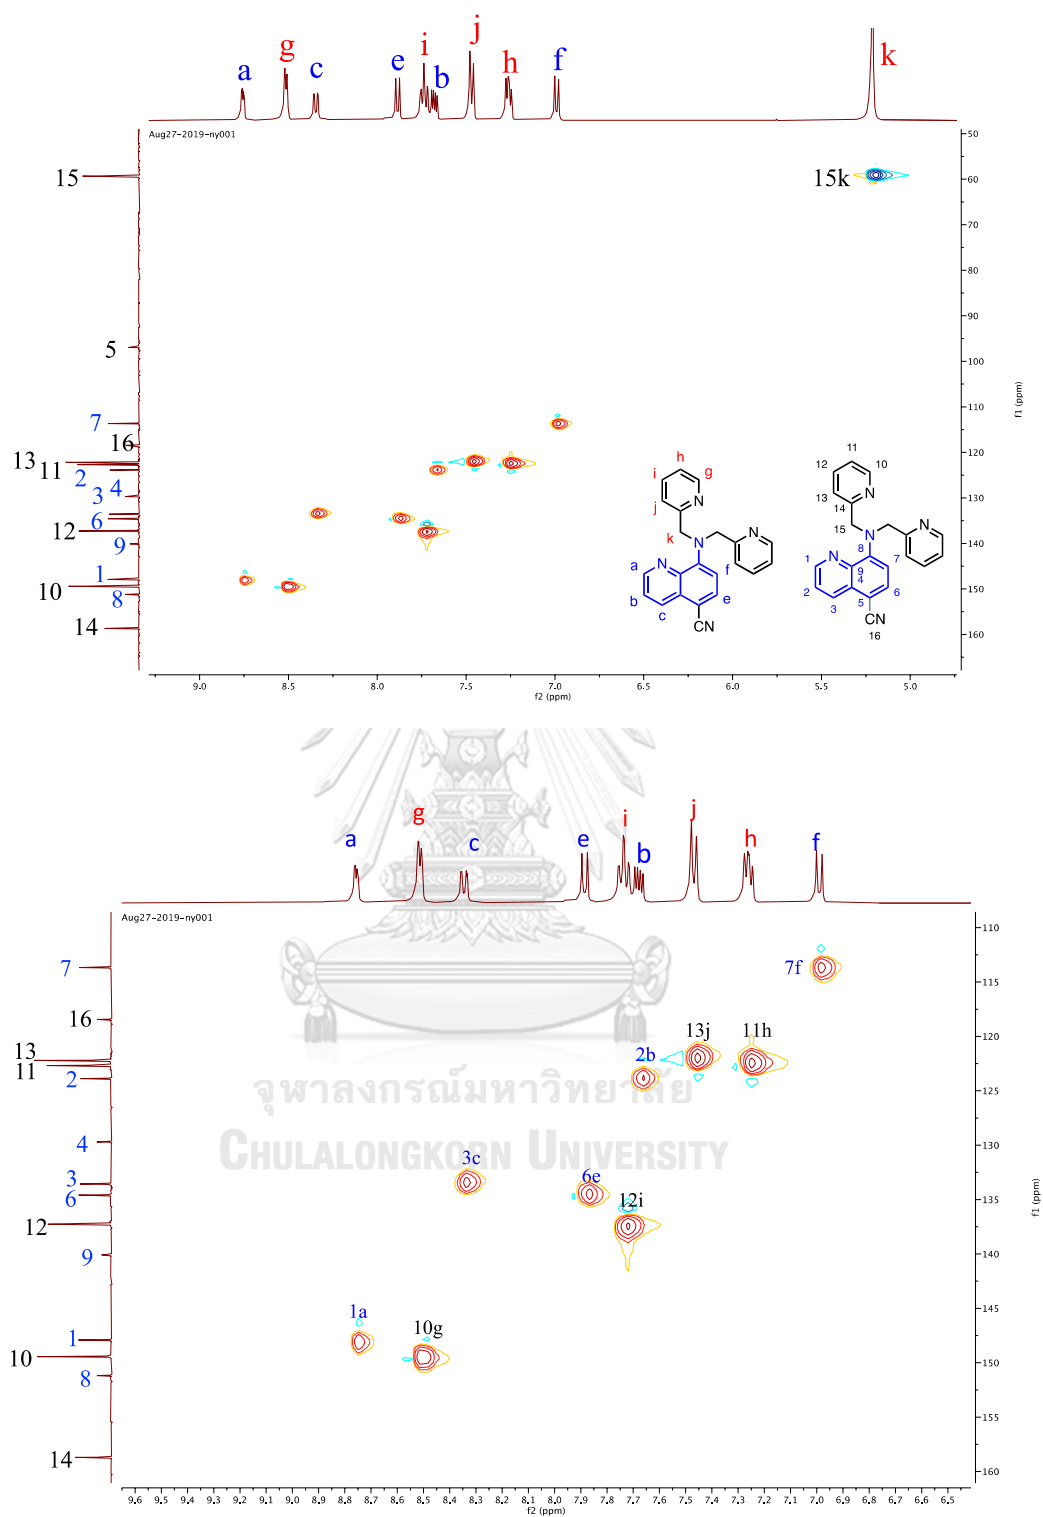 a g c e i b j h f k
Aug27-2019-ny001
15
5
7
16
13
11
2
4
3
6
12
9
1
10
8
14
15k
50
60
70
80
90
100
110
120
130
140
150
160
f1 (ppm)
h
i
g
j
N
k
N
N
a
N
f
b
e
c
CN
11
12
10
13
N
14
15
N
N
8
1
N
7
9
4
2
6
5
3
CN
16
9.0 8.5 8.0 7.5 7.0 6.5 6.0 5.5 5.0
f2 (ppm)
a g c e i b j h f
Aug27-2019-ny001
7
16
13
11
2
4
3
6
12
9
1
10
8
14
7f
13j
11h
2b
3c
6e
12i
1a
10g
110
115
120
125
130
135
140
145
150
155
160
f1 (ppm)
จุฬาลงกรณ์มหาวิทยาลัย
CHULALONGKORN UNIVERSITY
9.6 9.5 9.4 9.3 9.2 9.1 9.0 8.9 8.8 8.7 8.6 8.5 8.4 8.3 8.2 8.1 8.0 7.9 7.8 7.7 7.6 7.5 7.4 7.3 7.2 7.1 7.0 6.9 6.8 6.7 6.6 6.5
f2 (ppm)